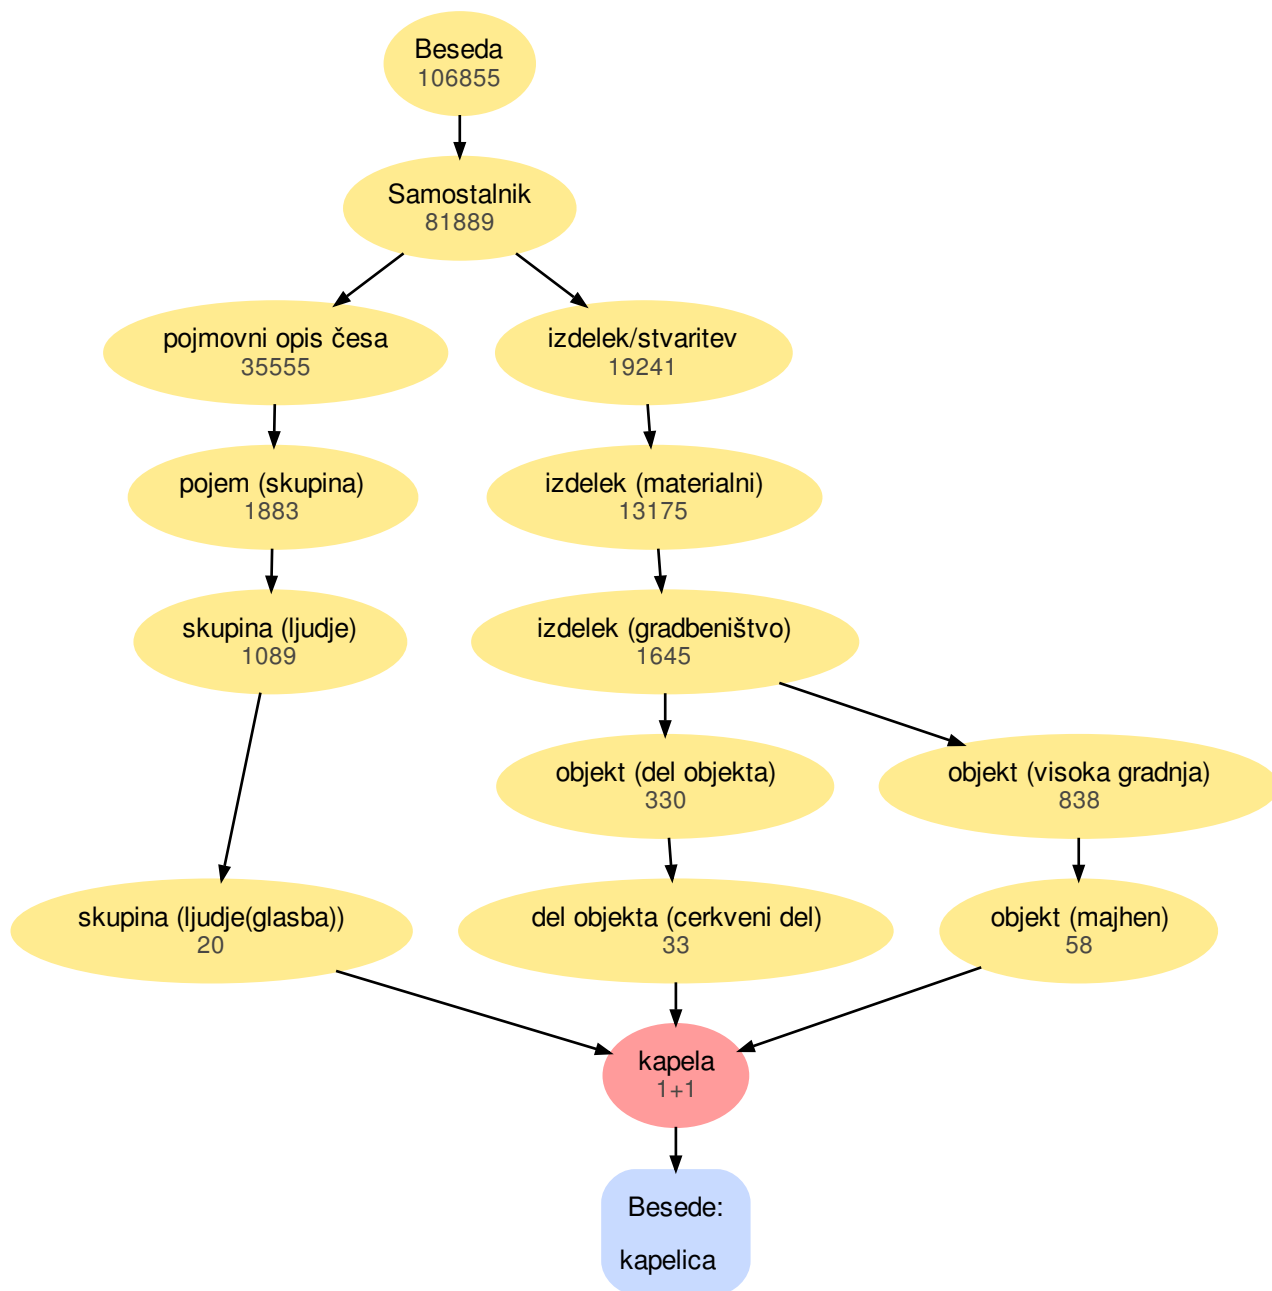 Beseda
106855
Samostalnik
81889
pojmovni opis česa
35555
izdelek/stvaritev
19241
pojem (skupina)
1883
izdelek (materialni)
13175
skupina (ljudje)
1089
izdelek (gradbeništvo)
1645
objekt (del objekta)
330
objekt (visoka gradnja)
838
skupina (ljudje(glasba))
20
del objekta (cerkveni del)
33
objekt (majhen)
58
kapela
1+1
Besede:
kapelica